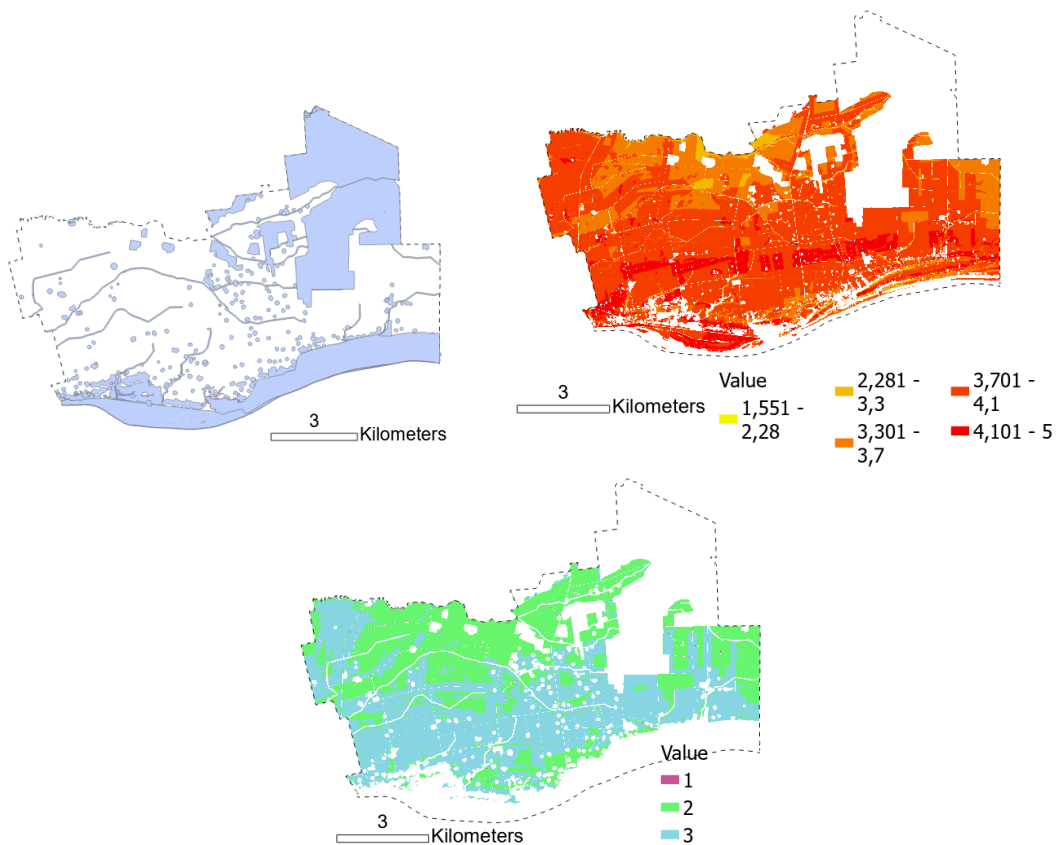 3
Kilometers
3
Kilometers
Value
1,551 -
2,28
2,281 -
3,3
3,301 -
3,7
3,701 -
4,1
4,101 - 5
Value
1
2
3
3
Kilometers